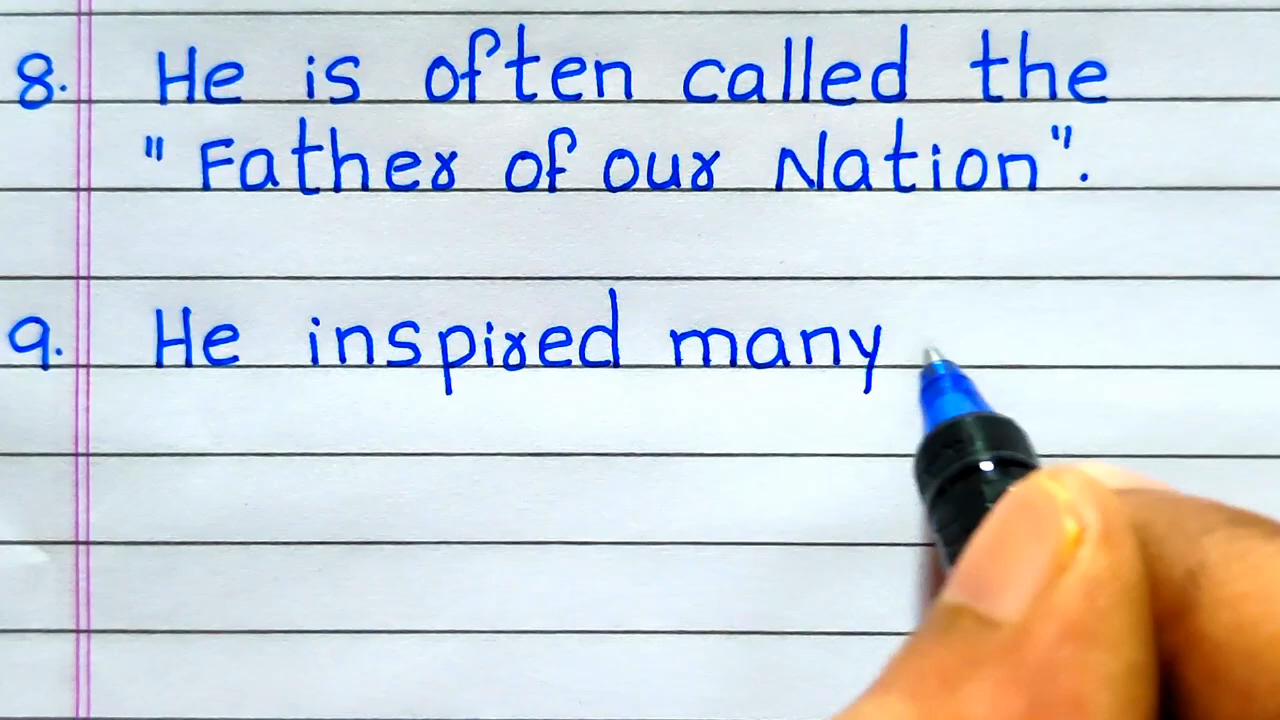 8. He is often called the
"Father of our Nation".
9. He inspired many